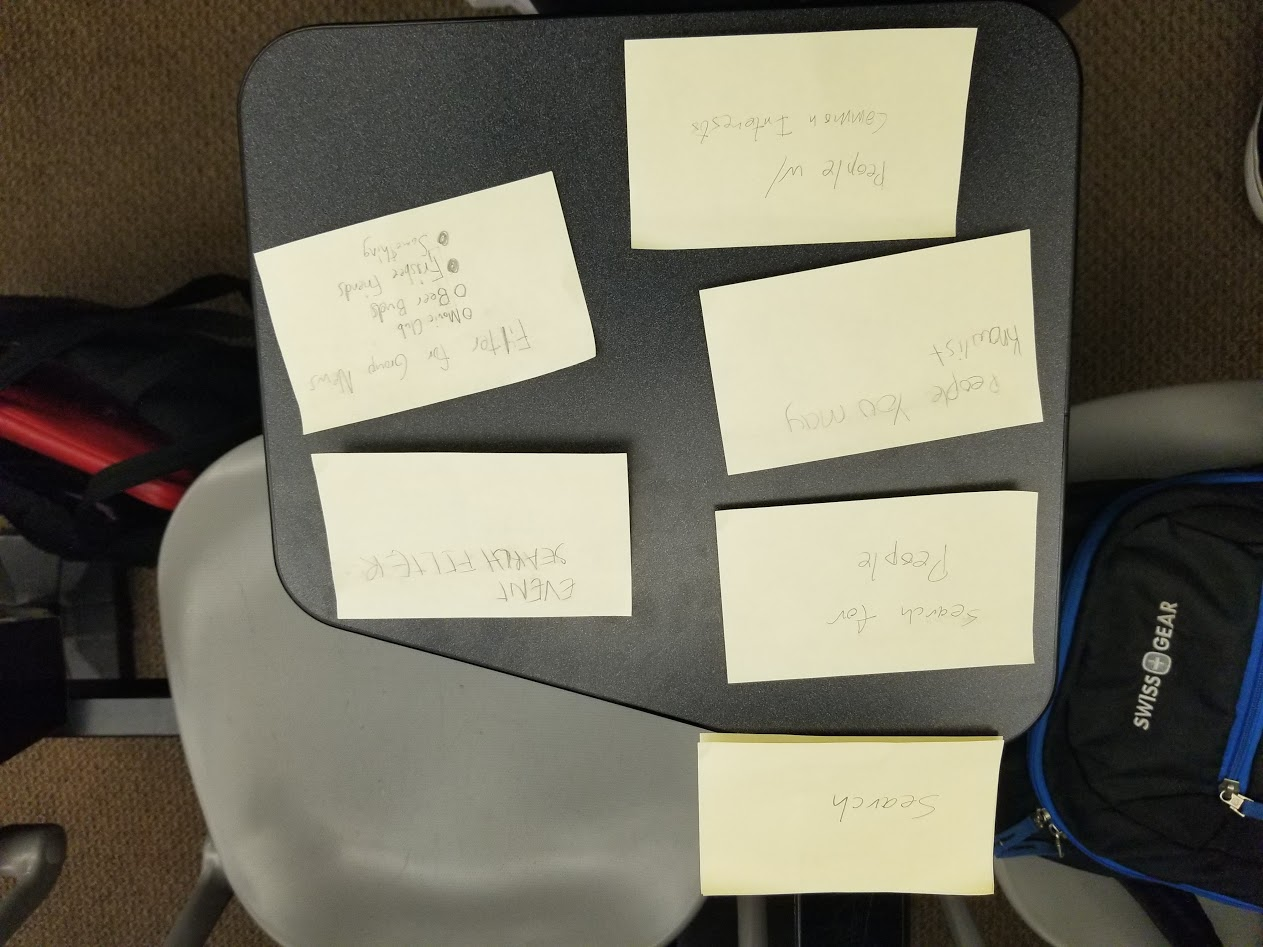 Search
Search for
People
People You may
Know list
People w/
Common Interests
EVENT
SEARCH FILTER
Filtor for Group News
Movie Club
Beer Buds
Frisbee Friends
Something
SWISS GEAR